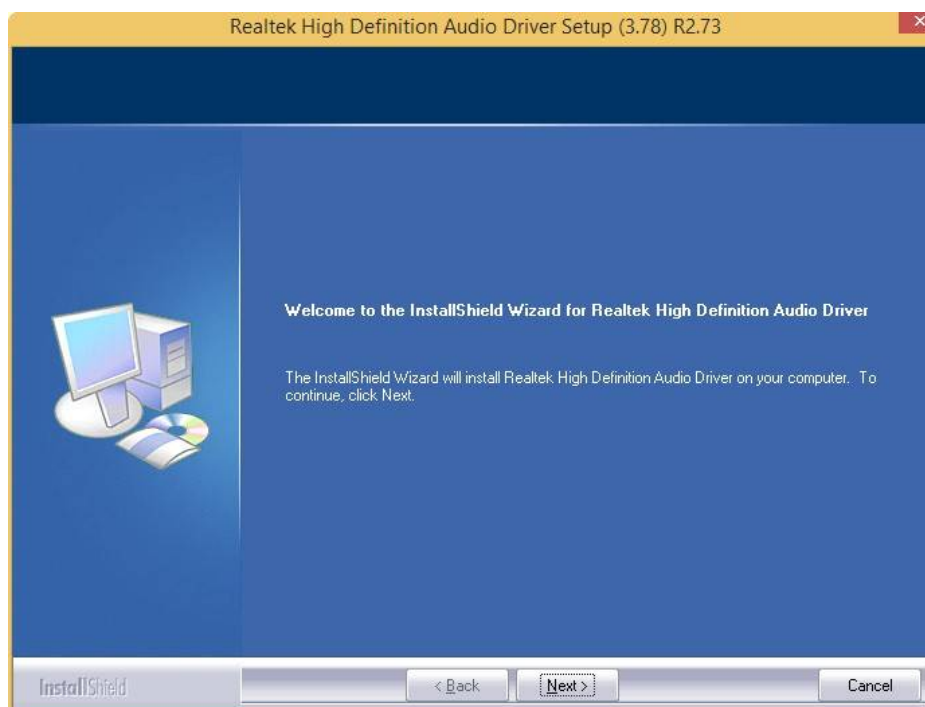 Realtek High Definition Audio Driver Setup (3.78) R2.73
Welcome to the InstallShield Wizard for Realtek High Definition Audio Driver
The InstallShield Wizard will install Realtek High Definition Audio Driver on your computer. To
continue, click Next.
InstallShield
< Back
Next >
Cancel